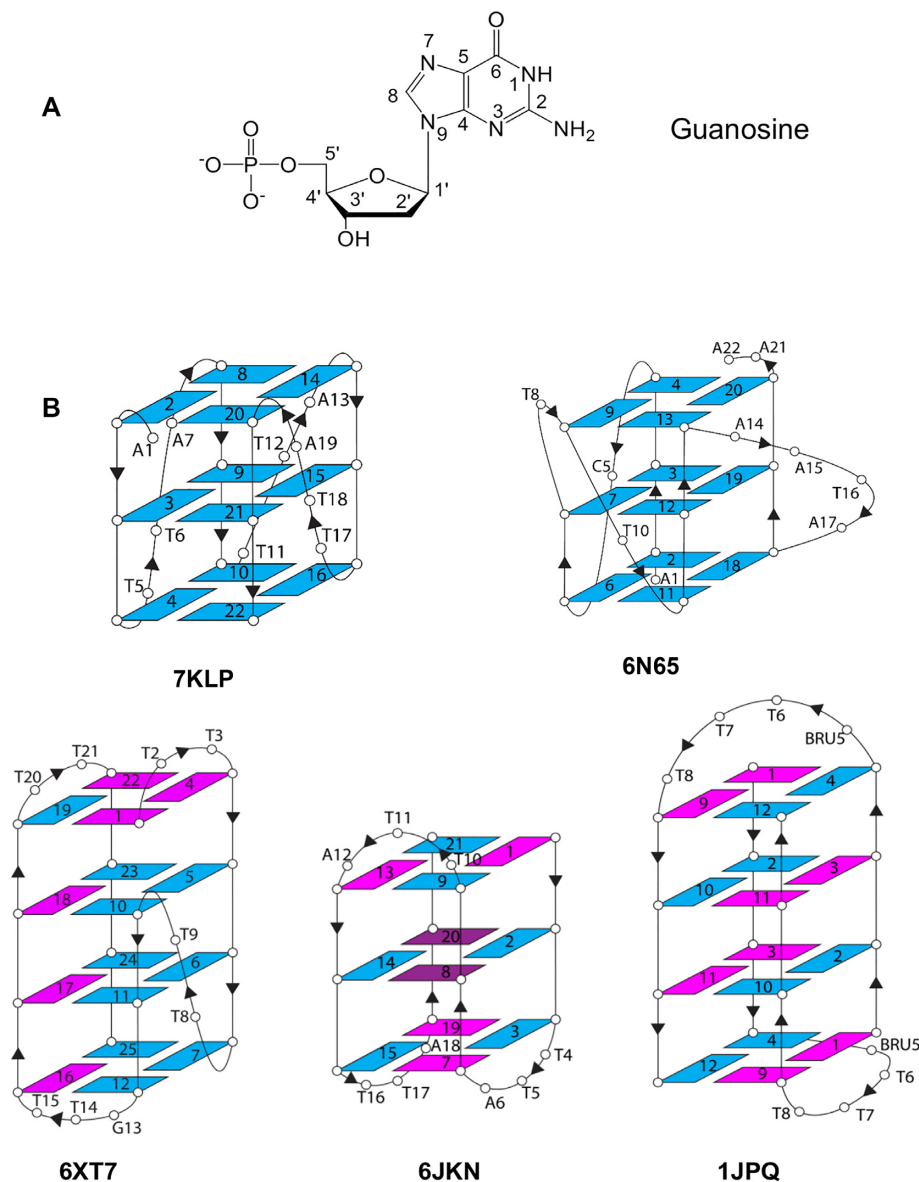 A
O
7
N
5
6
NH
1
8
N
9
4
3
N
2
NH2
Guanosine
O
-O
P
O
O-
5'
O
4'
3'
2'
1'
OH
B
8
14
2
20
A13
A1
A7
T12
A19
9
15
3
21
T18
T6
T17
T11
10
16
T5
4
22
7KLP
A22
A21
4
20
T8
9
13
A14
A15
C5
3
19
T16
7
12
A17
T10
2
18
A1
6
11
6N65
T3
T21
T2
T20
22
4
19
1
23
5
18
10
T9
24
6
17
11
T8
25
7
16
12
T15
T14
G13
6XT7
T11
A12
T10
21
1
13
9
20
2
14
8
19
3
A18
15
7
T4
T16
T17
T5
A6
6JKN
T6
T7
BRU5
T8
1
4
9
12
2
3
10
11
3
2
11
10
4
1
BRU5
12
9
T6
T8
T7
1JPQ